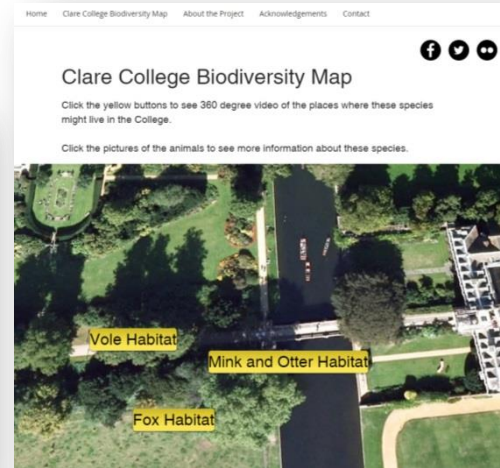 Home Clare College Biodiversity Map About the Project Acknowledgements Contact
Clare College Biodiversity Map
Click the yellow buttons to see 360 degree video of the places where these species
might live in the College.
Click the pictures of the animals to see more information about these species.
Vole Habitat
Mink and Otter Habitat
Fox Habitat